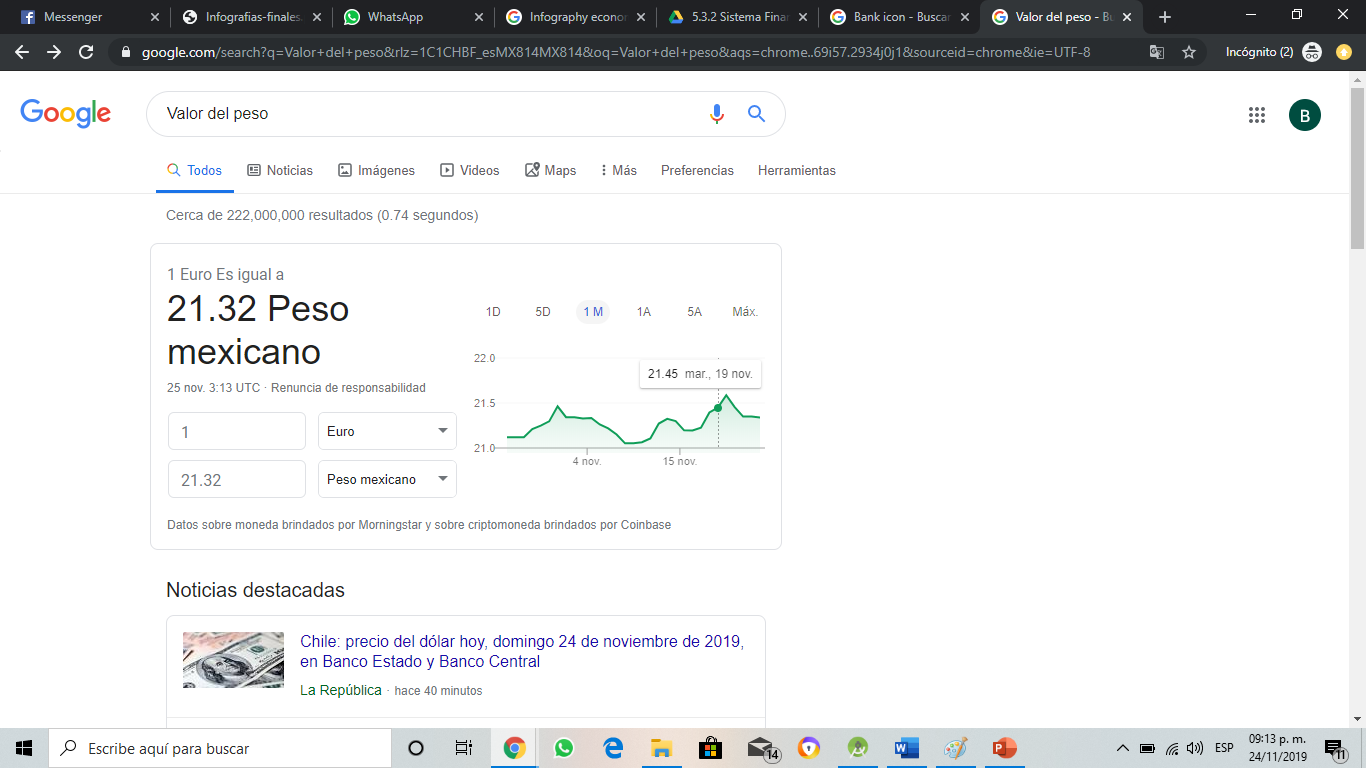 Messenger
Infografias-finales.
WhatsApp
Infography econo
5.3.2 Sistema Finar
Bank icon - Buscar
Valor del peso - Bu
google.com/search?q=Valor+del+peso&rlz=1C1CHBF_esMX814MX814&oq=Valor+del+peso&aqs=chrome..69i57.2934j0j1&sourceid=chrome&ie=UTF-8
Incógnito (2)
Google
Valor del peso
B
Todos Noticias Imágenes Videos Maps Más Preferencias Herramientas
Cerca de 222,000,000 resultados (0.74 segundos)
1 Euro Es igual a
21.32 Peso
mexicano
25 nov. 3:13 UTC · Renuncia de responsabilidad
1 Euro
21.32 Peso mexicano
1D 5D 1 M 1A 5A Máx.
22.0
21.45 mar., 19 nov.
21.5
21.0
4 nov. 15 nov.
Datos sobre moneda brindados por Morningstar y sobre criptomoneda brindados por Coinbase
Noticias destacadas
Chile: precio del dólar hoy, domingo 24 de noviembre de 2019,
en Banco Estado y Banco Central
La República · hace 40 minutos
Escribe aquí para buscar
14
ESP
09:13 p. m.
24/11/2019
11